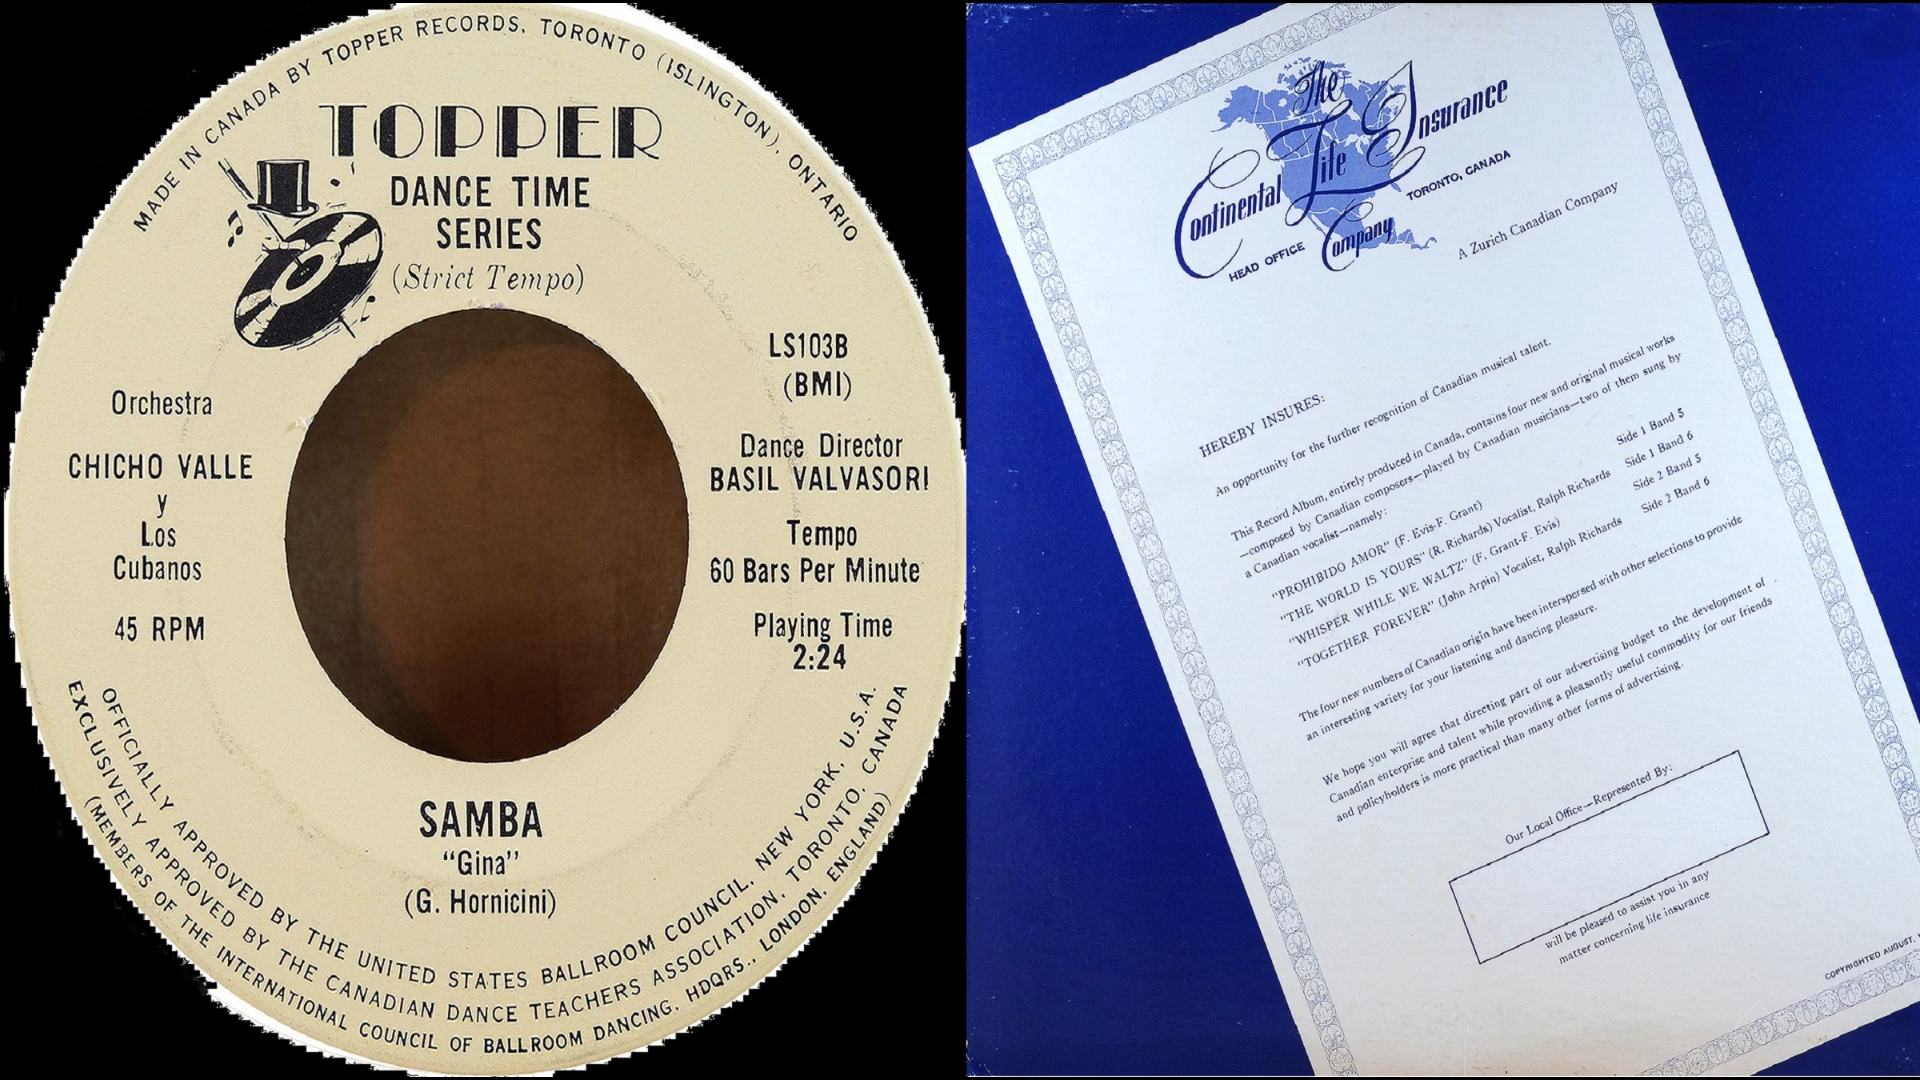 MADE IN CANADA BY TOPPER RECORDS, TORONTO (ISLINGTON), ONTARIO
TOPPER
DANCE TIME
SERIES
(Strict Tempo)
LS103B
(BMI)
Orchestra
CHICHO VALLE
y
Los
Cubanos
45 RPM
Dance Director
BASIL VALVASORI
Tempo
60 Bars Per Minute
Playing Time
2:24
SAMBA
"Gina"
(G. Hornicini)
OFFICIALLY APPROVED BY THE UNITED STATES BALLROOM COUNCIL, NEW YORK, U.S.A.
EXCLUSIVELY APPROVED BY THE CANADIAN DANCE TEACHERS ASSOCIATION, TORONTO, CANADA
(MEMBERS OF THE INTERNATIONAL COUNCIL OF BALLROOM DANCING, HDQRS., LONDON, ENGLAND)
The
Continental Life Insurance
Company
HEAD OFFICE TORONTO, CANADA
A Zurich Canadian Company
HEREBY INSURES:
An opportunity for the further recognition of Canadian musical talent.
This Record Album, entirely produced in Canada, contains four new and original musical works
—composed by Canadian composers—played by Canadian musicians—two of them sung by
a Canadian vocalist—namely:
"PROHIBIDO AMOR" (F. Evis-F. Grant) Side 1 Band 5
"THE WORLD IS YOURS" (R. Richards) Vocalist, Ralph Richards Side 1 Band 6
"WHISPER WHILE WE WALTZ" (F. Grant-F. Evis) Side 2 Band 5
"TOGETHER FOREVER" (John Arpin) Vocalist, Ralph Richards Side 2 Band 6
The four new numbers of Canadian origin have been interspersed with other selections to provide
an interesting variety for your listening and dancing pleasure.
We hope you will agree that directing part of our advertising budget to the development of
Canadian enterprise and talent while providing a pleasantly useful commodity for our friends
and policyholders is more practical than many other forms of advertising.
Our Local Office—Represented By:
will be pleased to assist you in any
matter concerning life insurance
COPYRIGHTED AUGUST,